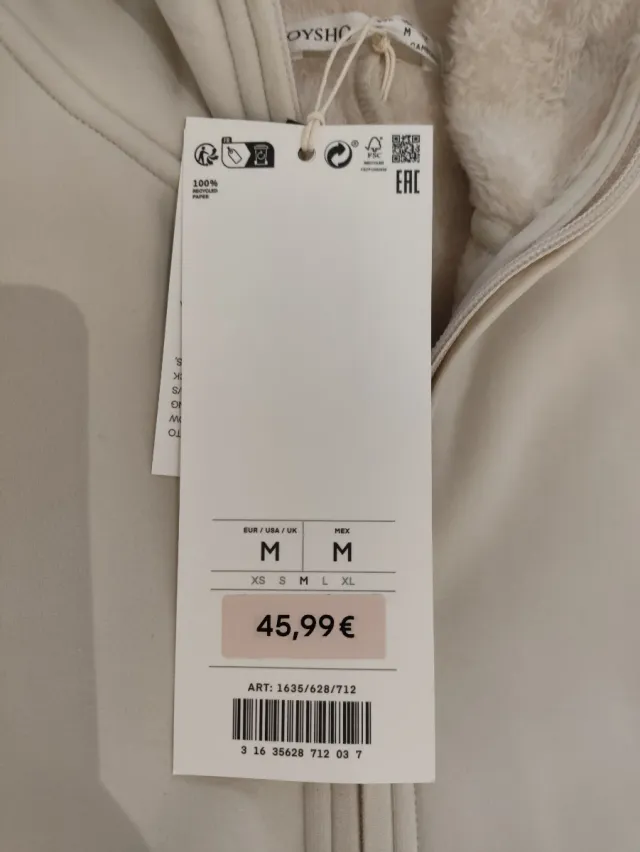 OYSHO
M
100%
RECYCLED
PAPER
FSC
EAC
EUR / USA / UK
MEX
M
M
XS S M L XL
45,99€
ART: 1635/628/712
3 16 35628 712 03 7